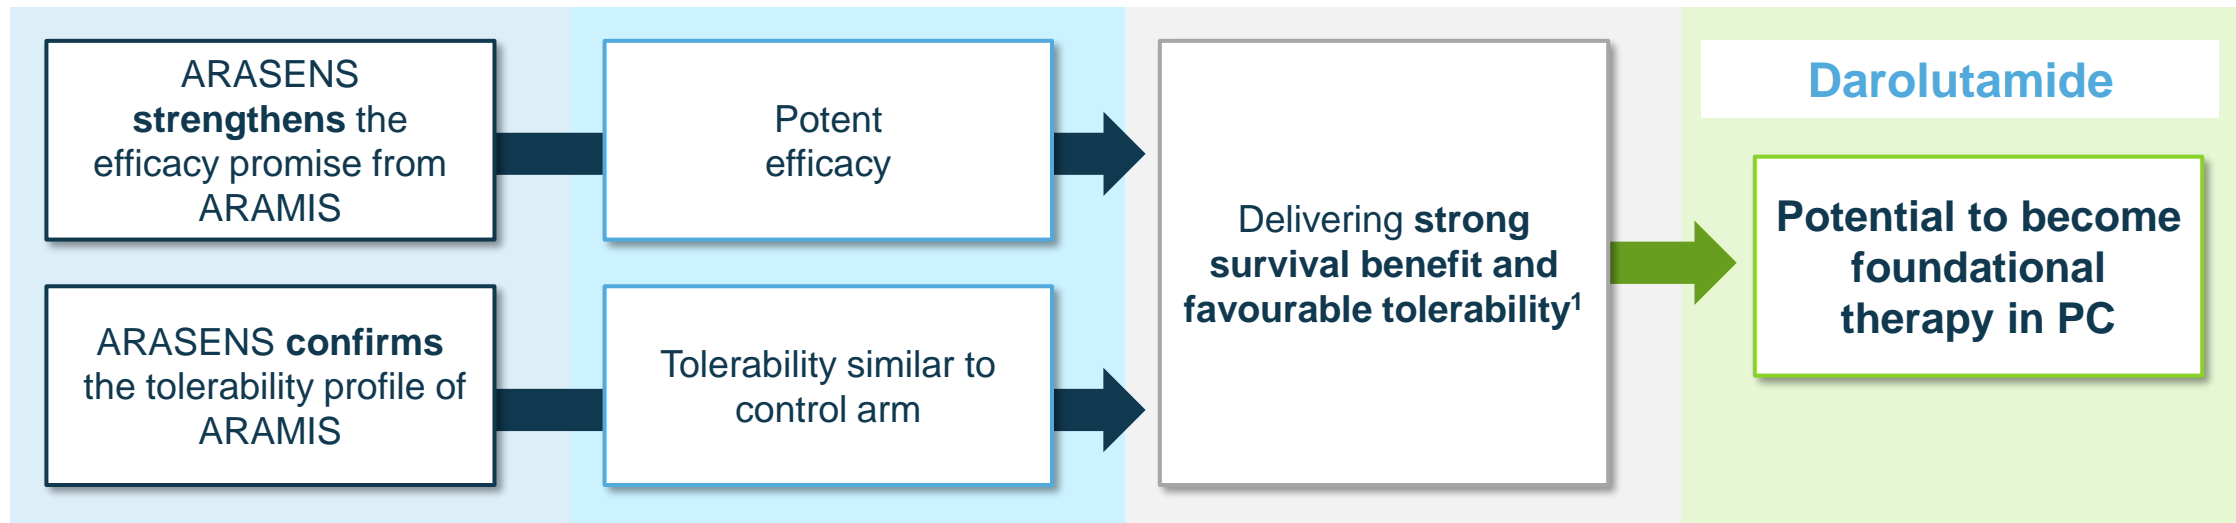 ARASENS
strengthens the
efficacy promise from
ARAMIS
Potent
efficacy
ARASENS confirms
the tolerability profile of
ARAMIS
Tolerability similar to
control arm
Delivering strong
survival benefit and
favourable tolerability¹
Darolutamide
Potential to become
foundational
therapy in PC